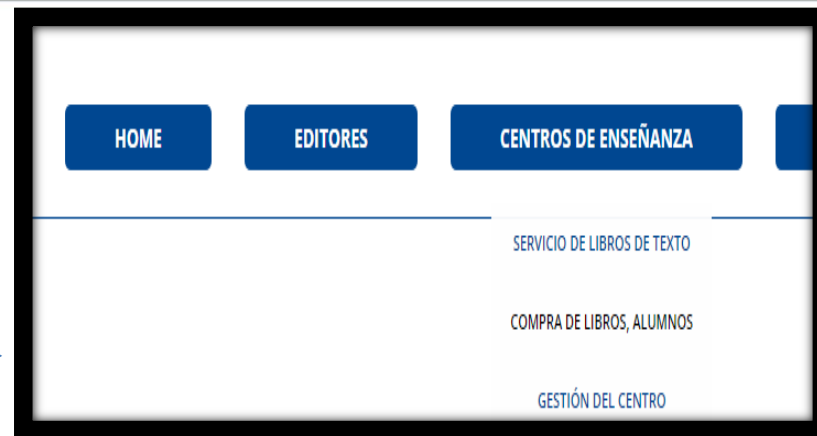 HOME EDITORES CENTROS DE ENSEÑANZA
SERVICIO DE LIBROS DE TEXTO
COMPRA DE LIBROS, ALUMNOS
GESTIÓN DEL CENTRO